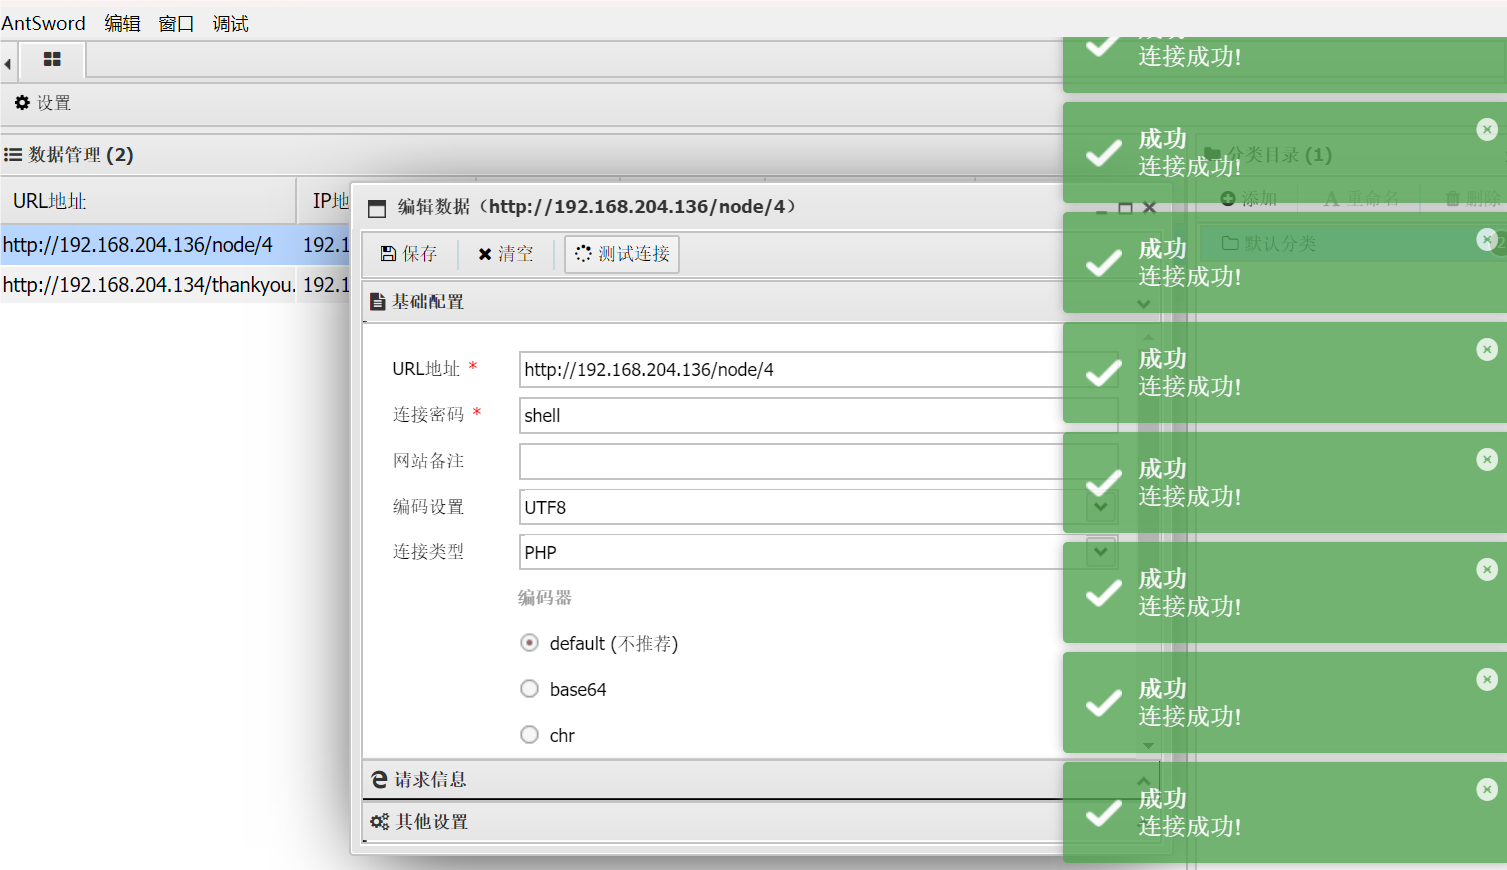 AntSword 编辑 窗口 调试
设置
数据管理 (2)
URL地址 IP地
http://192.168.204.136/node/4 192.1
http://192.168.204.134/thankyou. 192.1
编辑数据（http://192.168.204.136/node/4）
保存 清空 测试连接
基础配置
URL地址 *
http://192.168.204.136/node/4
连接密码 *
shell
网站备注
编码设置
UTF8
连接类型
PHP
编码器
default (不推荐)
base64
chr
请求信息
其他设置
分类目录 (1)
添加 重命名 删除
默认分类
2
成功
连接成功!
成功
连接成功!
成功
连接成功!
成功
连接成功!
成功
连接成功!
成功
连接成功!
成功
连接成功!
成功
连接成功!